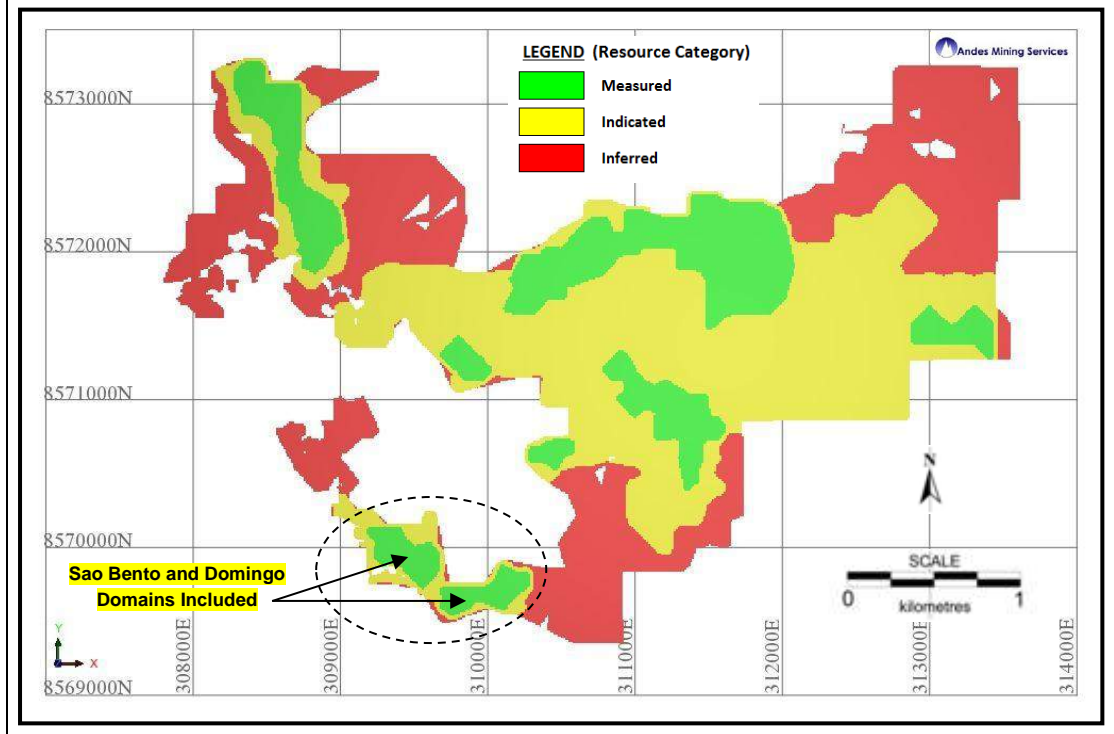 LEGEND (Resource Category)
Measured
Indicated
Inferred
Andes Mining Services
8573000N
8572000N
8571000N
8570000N
Sao Bento and Domingo
Domains Included
N
SCALE
0 1
kilometres
Y
X
8569000N
308000E
309000E
310000E
311000E
312000E
313000E
314000E